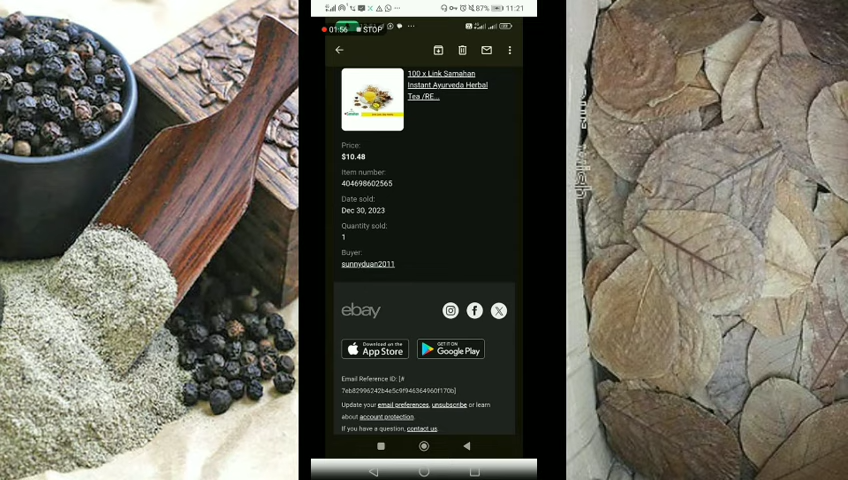 87% 11:21
01:56 STOP
100 x Link Samahan
Instant Ayurveda Herbal
Tea /RE...
Price:
$10.48
Item number:
404698602565
Date sold:
Dec 30, 2023
Quantity sold:
1
Buyer:
sunnyduan2011
ebay
Download on the
App Store
GET IT ON
Google Play
Email Reference ID: [#
7eb82996242b4e5c9f946364960f170b]
Update your email preferences, unsubscribe or learn
about account protection.
If you have a question, contact us.